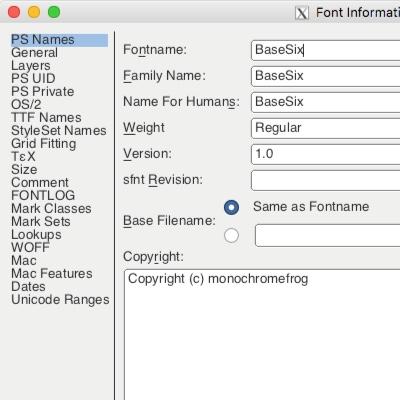 Font Informati
PS Names
General
Layers
PS UID
PS Private
OS/2
TTF Names
StyleSet Names
Grid Fitting
TεX
Size
Comment
FONTLOG
Mark Classes
Mark Sets
Lookups
WOFF
Mac
Mac Features
Dates
Unicode Ranges
Fontname: BaseSix
Family Name: BaseSix
Name For Humans: BaseSix
Weight Regular
Version: 1.0
sfnt Revision:
Same as Fontname
Base Filename:
Copyright:
Copyright (c) monochromefrog